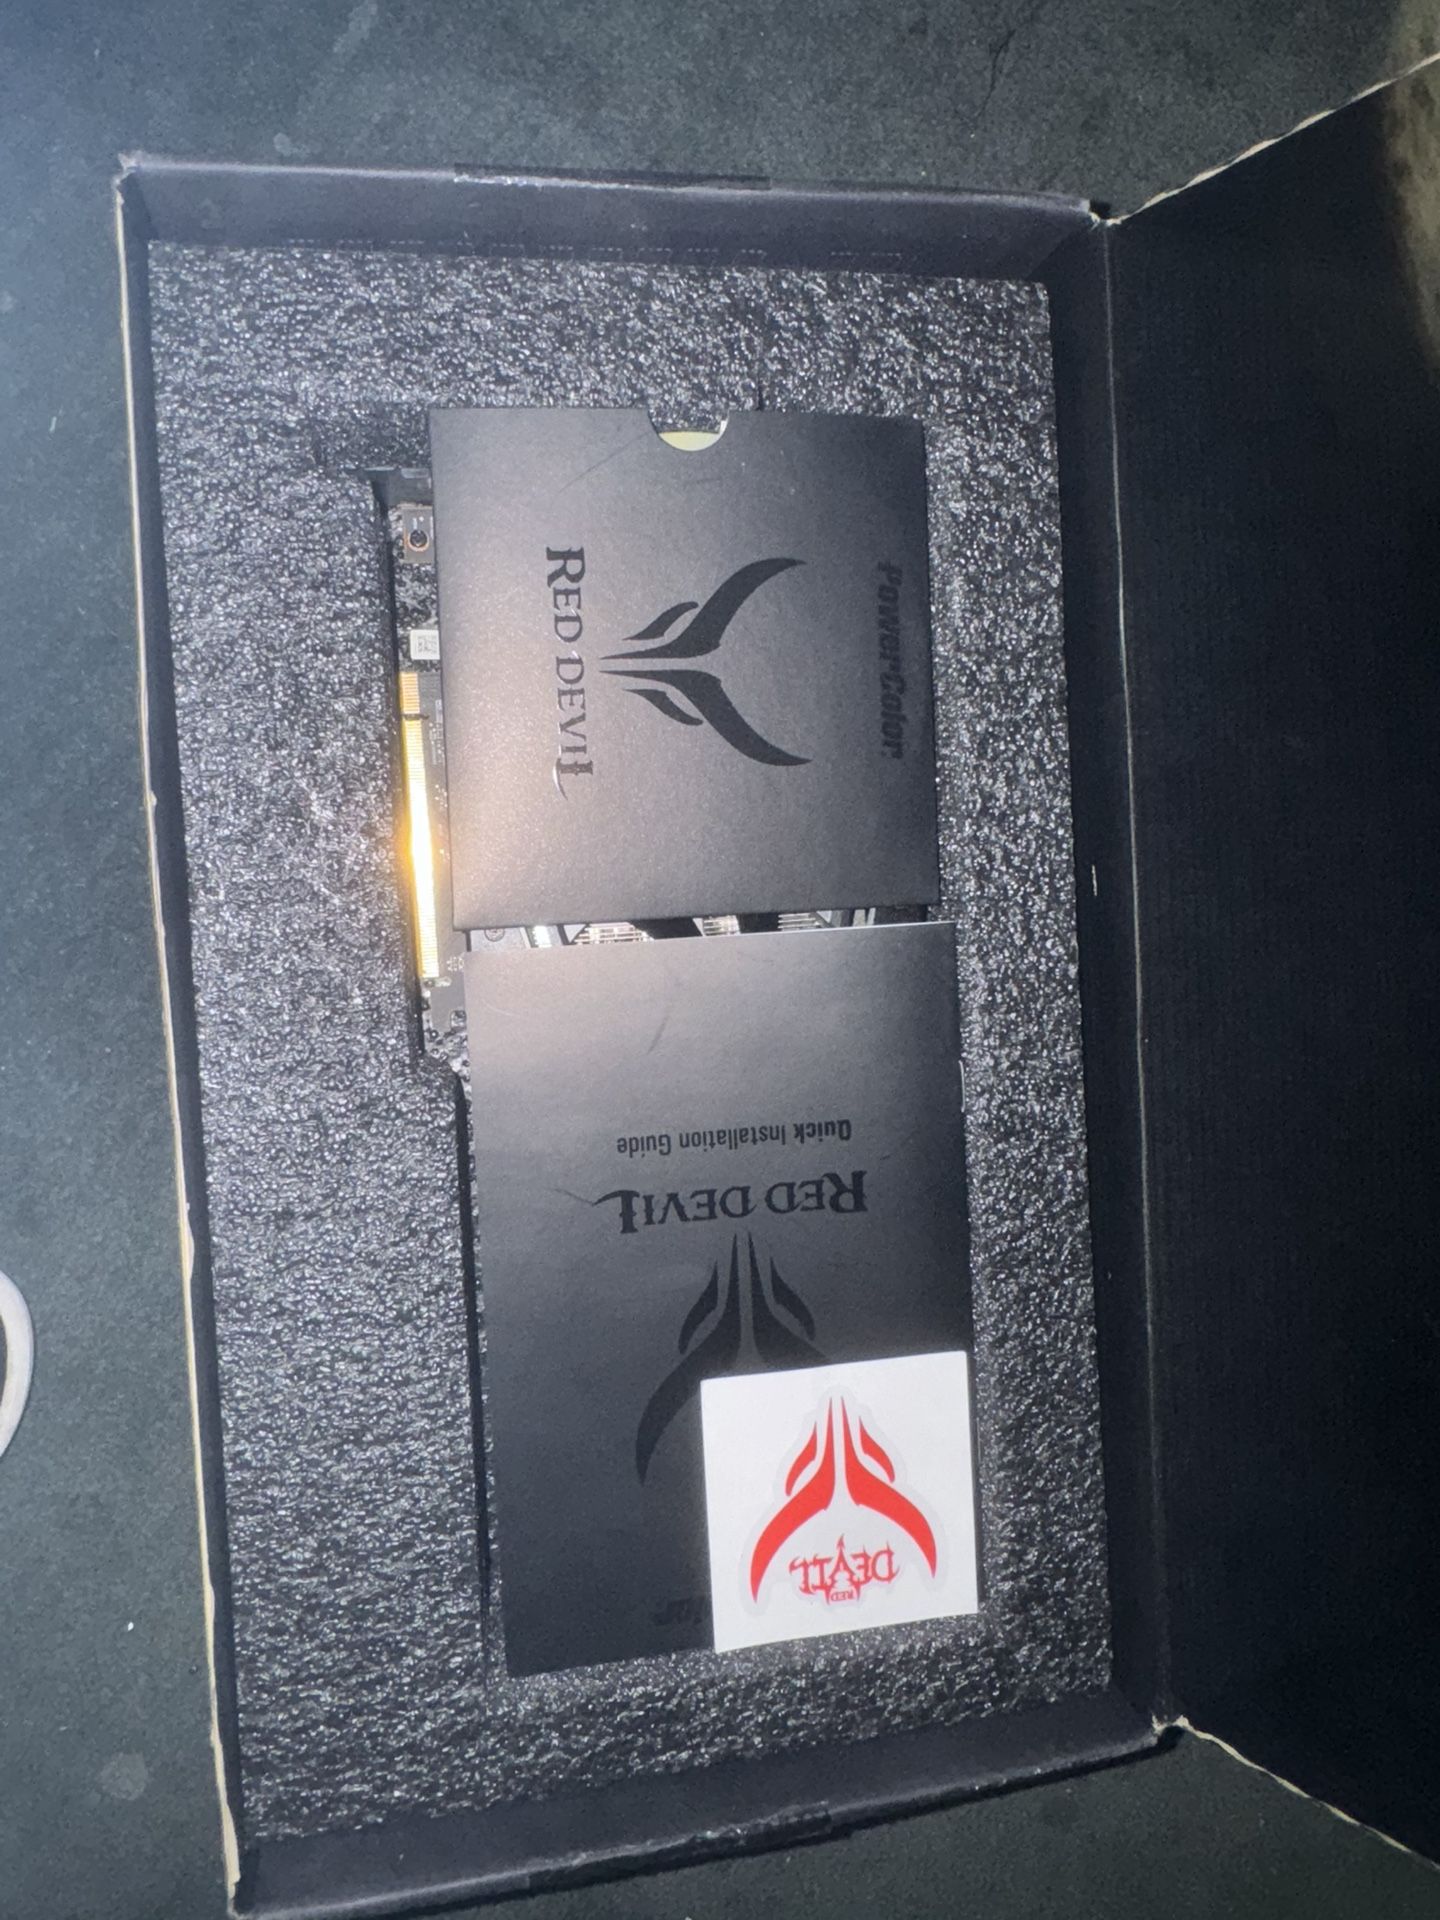 PowerColor
RED DEVIL
Quick Installation Guide
RED DEVIL
RED
DEVIL